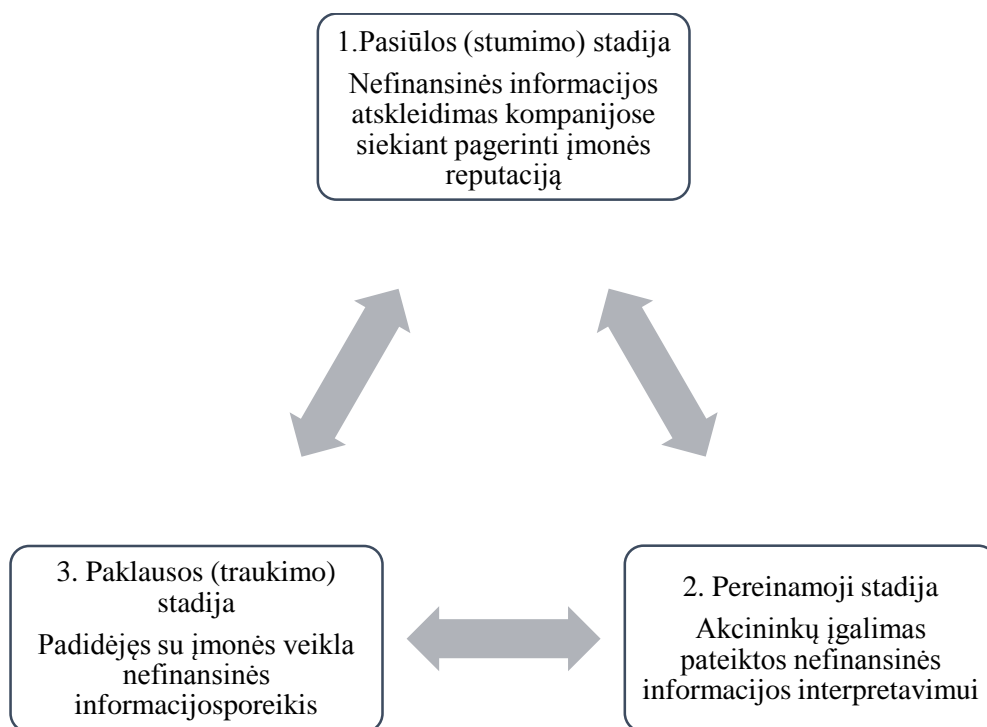 1.Pasiūlos (stumimo) stadija
Nefinansinės informacijos
atskleidimas kompanijose
siekiant pagerinti įmonės
reputaciją
3. Paklausos (traukimo)
stadija
Padidėjęs su įmonės veikla
nefinansinės
informacijosporeikis
2. Pereinamoji stadija
Akcininkų įgalimas
pateiktos nefinansinės
informacijos interpretavimui